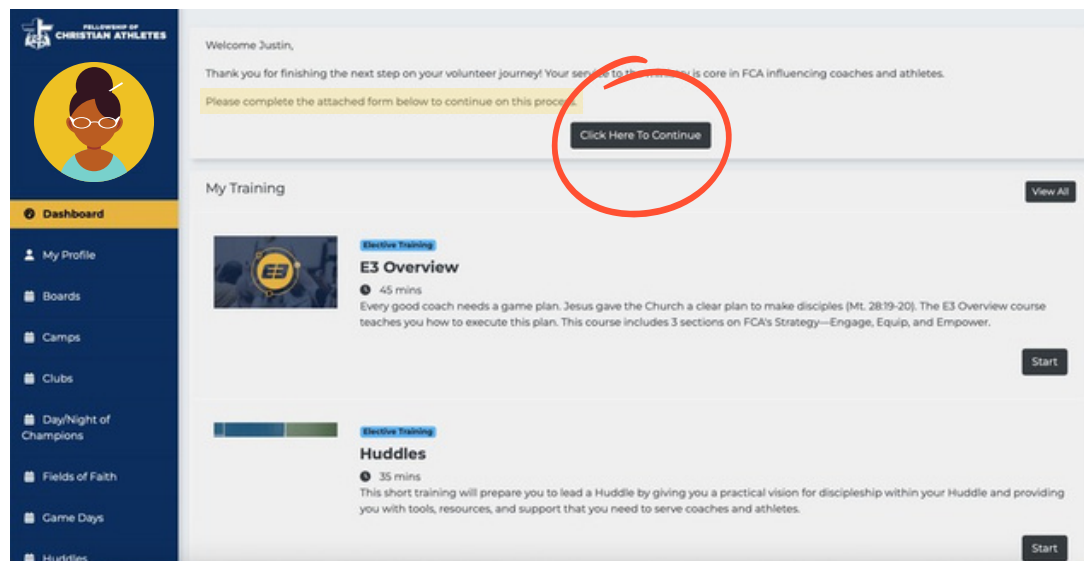 FELLOWSHIP OF
CHRISTIAN ATHLETES
Dashboard
My Profile
Boards
Camps
Clubs
Day/Night of
Champions
Fields of Faith
Game Days
Huddles
Welcome Justin,
Thank you for finishing the next step on your volunteer journey! Your service to the ministry is core in FCA influencing coaches and athletes.
Please complete the attached form below to continue on this process.
Click Here To Continue
My Training
View All
Elective Training
E3 Overview
45 mins
Every good coach needs a game plan. Jesus gave the Church a clear plan to make disciples (Mt. 28:19-20). The E3 Overview course
teaches you how to execute this plan. This course includes 3 sections on FCA's Strategy—Engage, Equip, and Empower.
E3
Start
Elective Training
Huddles
35 mins
This short training will prepare you to lead a Huddle by giving you a practical vision for discipleship within your Huddle and providing
you with tools, resources, and support that you need to serve coaches and athletes.
Start